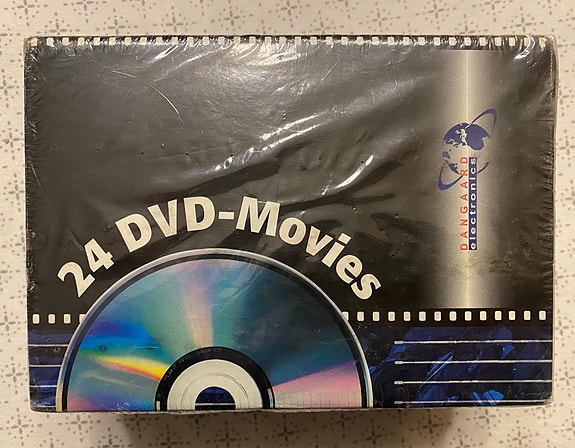 24 DVD-Movies
DANGAARD
electronics